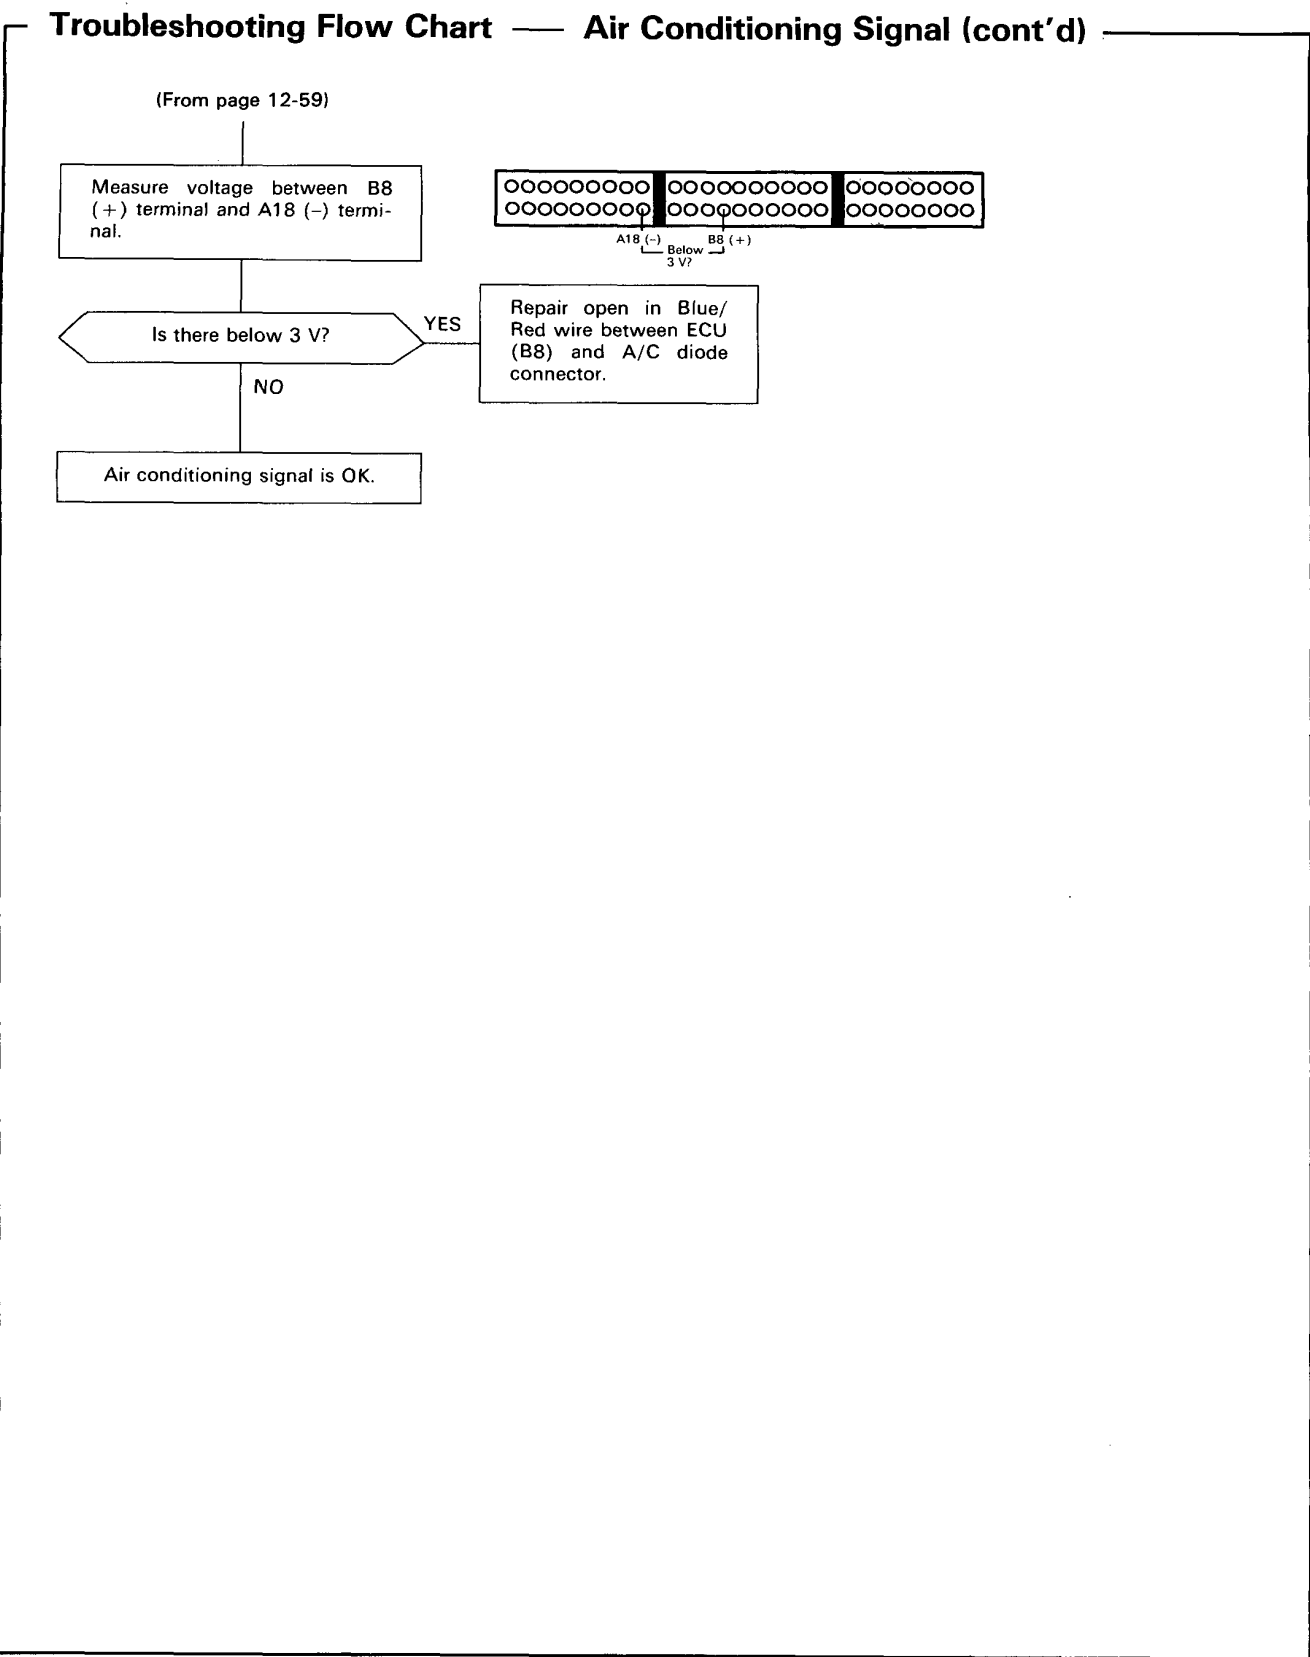 Troubleshooting Flow Chart — Air Conditioning Signal (cont'd)
(From page 12-59)
Measure voltage between B8
(+) terminal and A18 (–) termi-
nal.
A18 (–) B8 (+)
Below
3 V?
Is there below 3 V?
YES
Repair open in Blue/
Red wire between ECU
(B8) and A/C diode
connector.
NO
Air conditioning signal is OK.